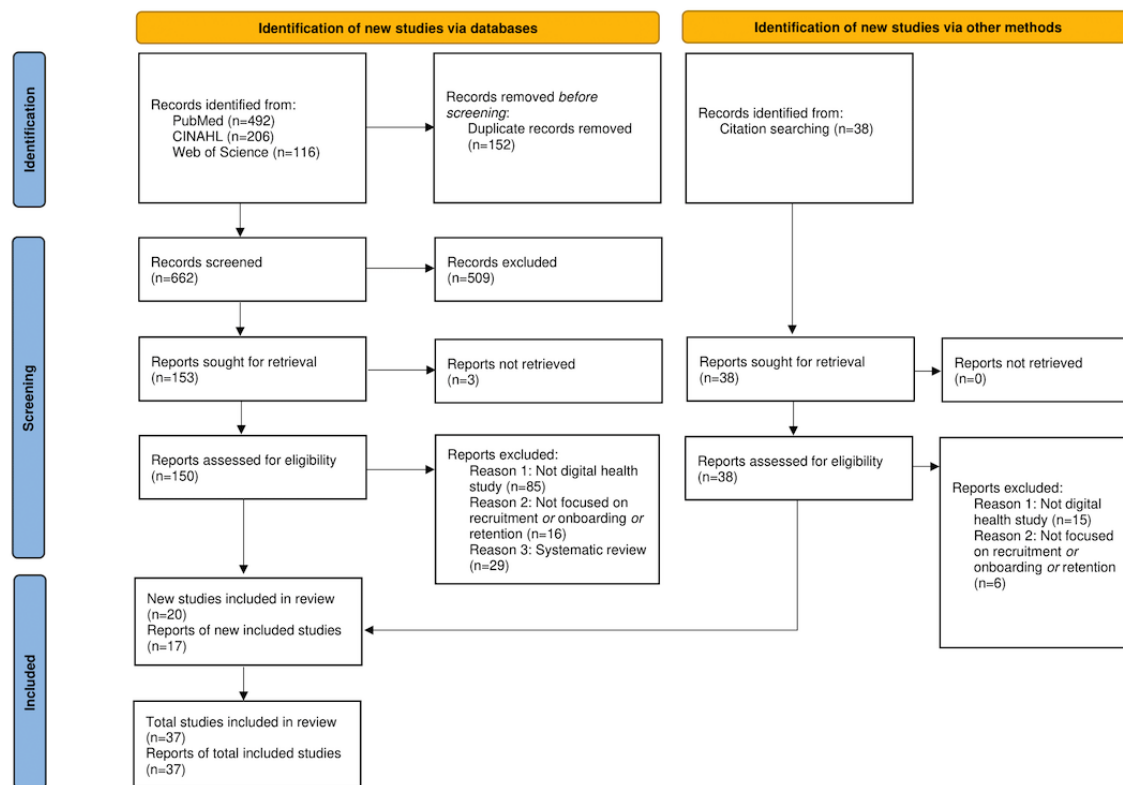 Identification of new studies via databases
Identification of new studies via other methods
Identification
Records identified from:
PubMed (n=492)
CINAHL (n=206)
Web of Science (n=116)
Records removed before
screening:
Duplicate records removed
(n=152)
Records identified from:
Citation searching (n=38)
Screening
Records screened
(n=662)
Records excluded
(n=509)
Reports sought for retrieval
(n=153)
Reports not retrieved
(n=3)
Reports sought for retrieval
(n=38)
Reports not retrieved
(n=0)
Reports assessed for eligibility
(n=150)
Reports excluded:
Reason 1: Not digital health
study (n=85)
Reason 2: Not focused on
recruitment or onboarding or
retention (n=16)
Reason 3: Systematic review
(n=29)
Reports assessed for eligibility
(n=38)
Reports excluded:
Reason 1: Not digital
health study (n=15)
Reason 2: Not focused
on recruitment or
onboarding or retention
(n=6)
Included
New studies included in review
(n=20)
Reports of new included studies
(n=17)
Total studies included in review
(n=37)
Reports of total included studies
(n=37)